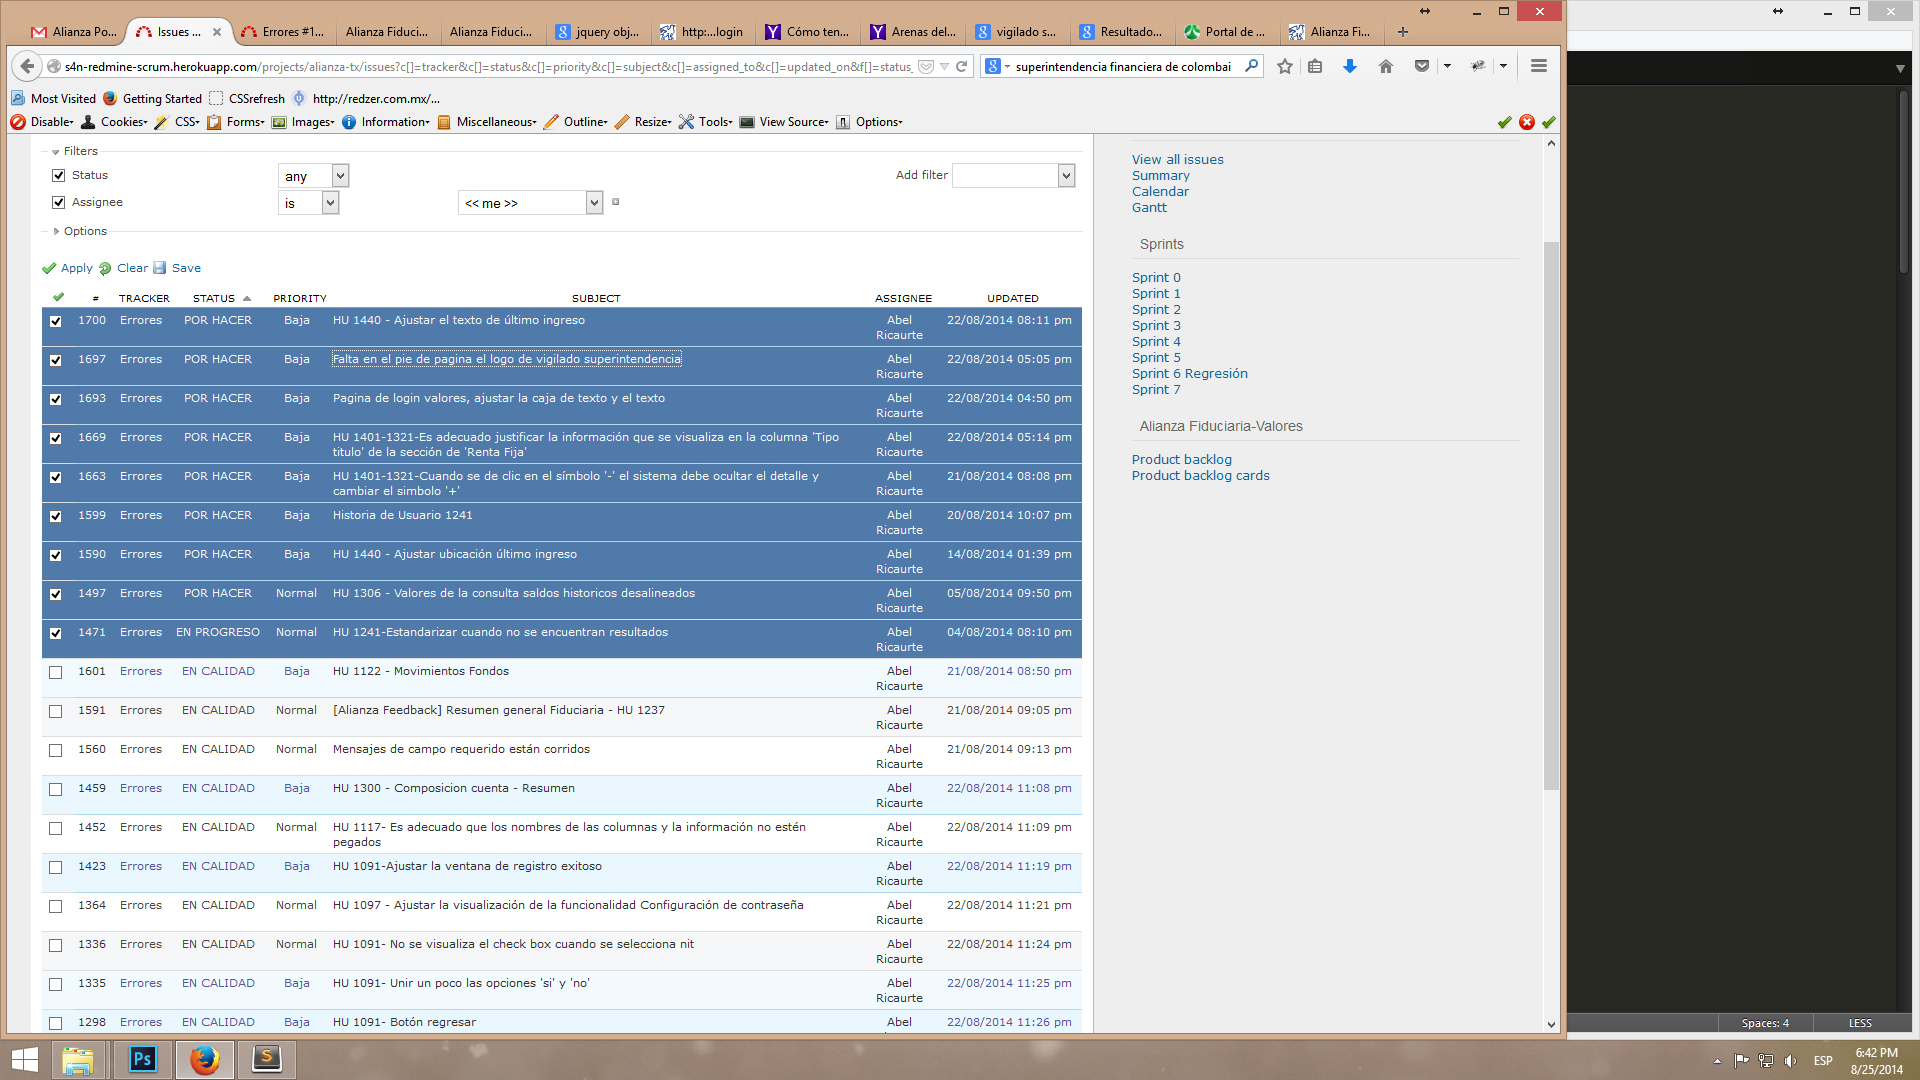 Alianza Po...
Issues ...
Errores #1...
Alianza Fiduci...
Alianza Fiduci...
jquery obj...
http:...login
Cómo ten...
Arenas del...
vigilado s...
Resultado...
Portal de ...
Alianza Fi...
s4n-redmine-scrum.herokuapp.com/projects/alianza-tx/issues?c[]=tracker&c[]=status&c[]=priority&c[]=subject&c[]=assigned_to&c[]=updated_on&f[]=status_
superintendencia financiera de colombai
Most Visited Getting Started CSSrefresh http://redzer.com.mx/...
Disable Cookies CSS Forms Images Information Miscellaneous Outline Resize Tools View Source Options
Filters
Status any Add filter
Assignee is << me >>
Options
Apply Clear Save
# TRACKER STATUS PRIORITY SUBJECT ASSIGNEE UPDATED
1700 Errores POR HACER Baja HU 1440 - Ajustar el texto de último ingreso Abel Ricaurte 22/08/2014 08:11 pm
1697 Errores POR HACER Baja Falta en el pie de pagina el logo de vigilado superintendencia Abel Ricaurte 22/08/2014 05:05 pm
1693 Errores POR HACER Baja Pagina de login valores, ajustar la caja de texto y el texto Abel Ricaurte 22/08/2014 04:50 pm
1669 Errores POR HACER Baja HU 1401-1321-Es adecuado justificar la información que se visualiza en la columna 'Tipo titulo' de la sección de 'Renta Fija' Abel Ricaurte 22/08/2014 05:14 pm
1663 Errores POR HACER Baja HU 1401-1321-Cuando se de clic en el símbolo '-' el sistema debe ocultar el detalle y cambiar el simbolo '+' Abel Ricaurte 21/08/2014 08:08 pm
1599 Errores POR HACER Baja Historia de Usuario 1241 Abel Ricaurte 20/08/2014 10:07 pm
1590 Errores POR HACER Baja HU 1440 - Ajustar ubicación último ingreso Abel Ricaurte 14/08/2014 01:39 pm
1497 Errores POR HACER Normal HU 1306 - Valores de la consulta saldos historicos desalineados Abel Ricaurte 05/08/2014 09:50 pm
1471 Errores EN PROGRESO Normal HU 1241-Estandarizar cuando no se encuentran resultados Abel Ricaurte 04/08/2014 08:10 pm
1601 Errores EN CALIDAD Baja HU 1122 - Movimientos Fondos Abel Ricaurte 21/08/2014 08:50 pm
1591 Errores EN CALIDAD Normal [Alianza Feedback] Resumen general Fiduciaria - HU 1237 Abel Ricaurte 21/08/2014 09:05 pm
1560 Errores EN CALIDAD Normal Mensajes de campo requerido están corridos Abel Ricaurte 21/08/2014 09:13 pm
1459 Errores EN CALIDAD Baja HU 1300 - Composicion cuenta - Resumen Abel Ricaurte 22/08/2014 11:08 pm
1452 Errores EN CALIDAD Normal HU 1117- Es adecuado que los nombres de las columnas y la información no estén pegados Abel Ricaurte 22/08/2014 11:09 pm
1423 Errores EN CALIDAD Baja HU 1091-Ajustar la ventana de registro exitoso Abel Ricaurte 22/08/2014 11:19 pm
1364 Errores EN CALIDAD Normal HU 1097 - Ajustar la visualización de la funcionalidad Configuración de contraseña Abel Ricaurte 22/08/2014 11:21 pm
1336 Errores EN CALIDAD Normal HU 1091- No se visualiza el check box cuando se selecciona nit Abel Ricaurte 22/08/2014 11:24 pm
1335 Errores EN CALIDAD Baja HU 1091- Unir un poco las opciones 'si' y 'no' Abel Ricaurte 22/08/2014 11:25 pm
1298 Errores EN CALIDAD Baja HU 1091- Botón regresar Abel 22/08/2014 11:26 pm
View all issues
Summary
Calendar
Gantt
Sprints
Sprint 0
Sprint 1
Sprint 2
Sprint 3
Sprint 4
Sprint 5
Sprint 6 Regresión
Sprint 7
Alianza Fiduciaria-Valores
Product backlog
Product backlog cards
Spaces: 4 LESS
Ps
ESP
6:42 PM
8/25/2014